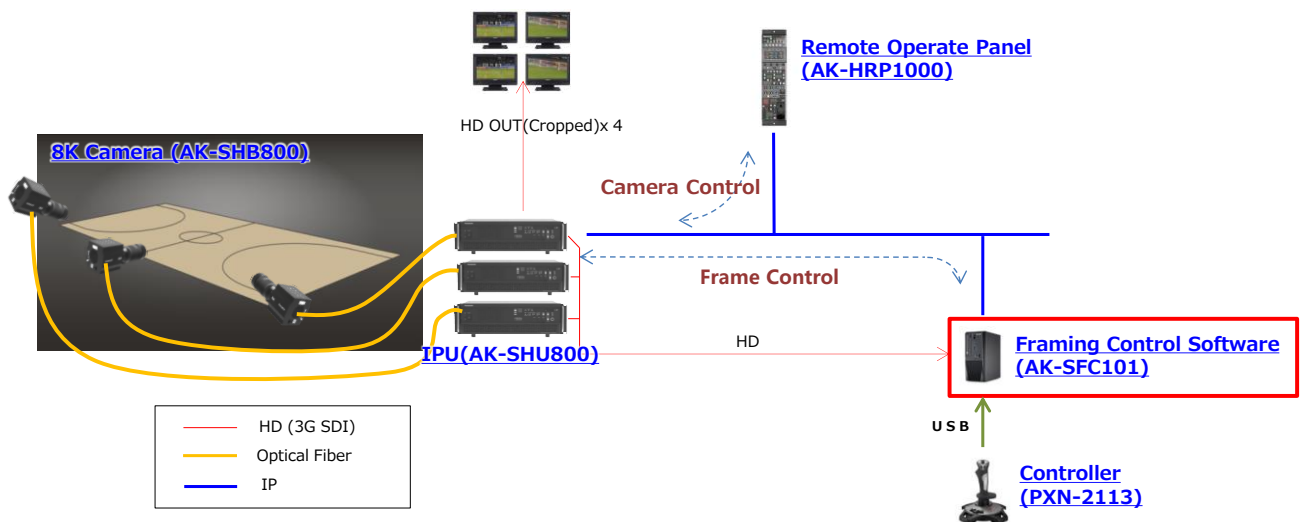 Remote Operate Panel
(AK-HRP1000)
HD OUT(Cropped)x 4
8K Camera (AK-SHB800)
Camera Control
Frame Control
IPU(AK-SHU800)
HD
Framing Control Software
(AK-SFC101)
USB
Controller
(PXN-2113)
HD (3G SDI)
Optical Fiber
IP